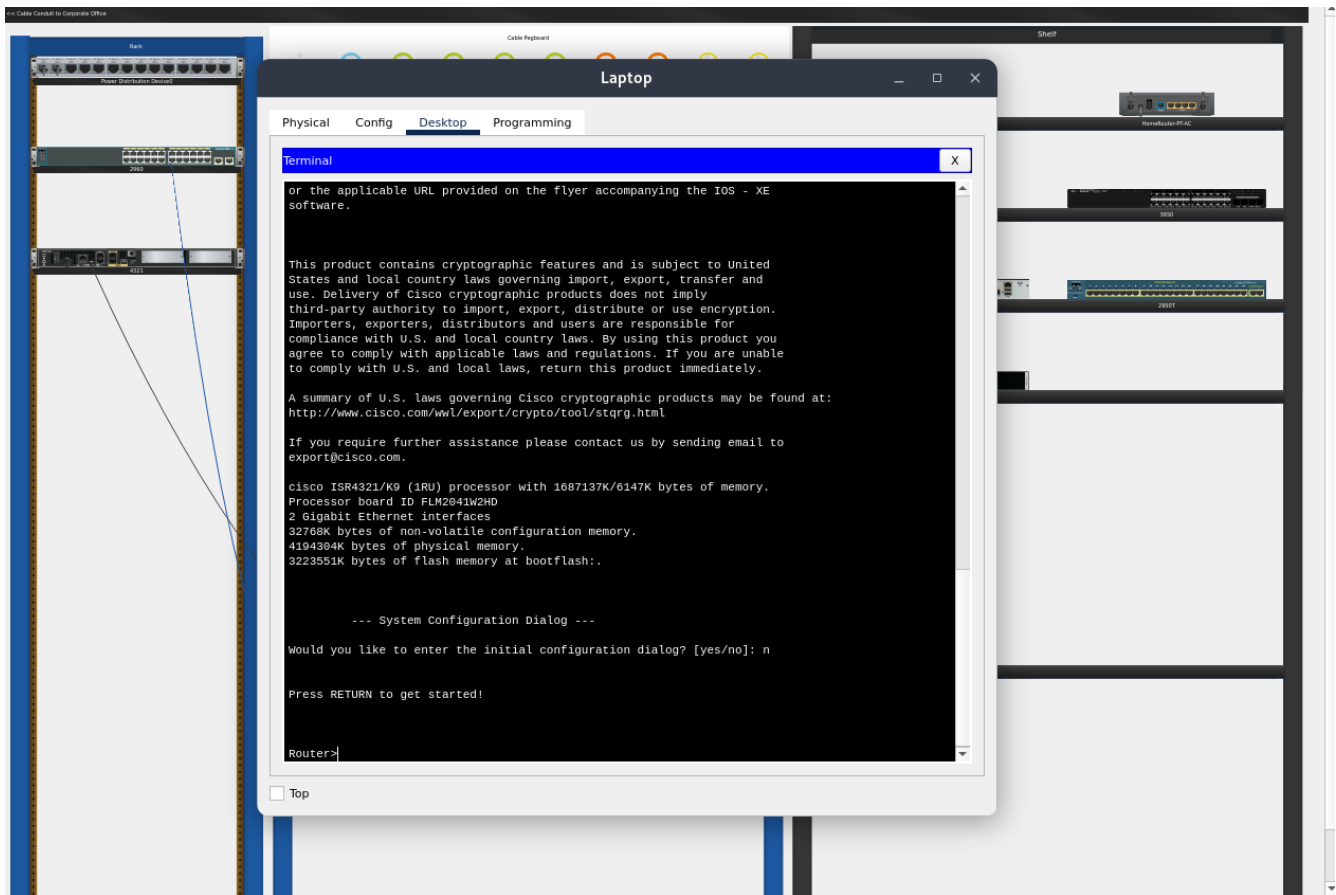 << Cable Conduit to Corporate Office
Rack
Cable Pegboard
Shelf
Power Distribution Device0
2960
4321
HomeRouter-PT-AC
3650
2950T
Laptop
Physical Config Desktop Programming
Terminal
X
or the applicable URL provided on the flyer accompanying the IOS - XE
software.
This product contains cryptographic features and is subject to United
States and local country laws governing import, export, transfer and
use. Delivery of Cisco cryptographic products does not imply
third-party authority to import, export, distribute or use encryption.
Importers, exporters, distributors and users are responsible for
compliance with U.S. and local country laws. By using this product you
agree to comply with applicable laws and regulations. If you are unable
to comply with U.S. and local laws, return this product immediately.
A summary of U.S. laws governing Cisco cryptographic products may be found at:
http://www.cisco.com/wwl/export/crypto/tool/stqrg.html
If you require further assistance please contact us by sending email to
export@cisco.com.
cisco ISR4321/K9 (1RU) processor with 1687137K/6147K bytes of memory.
Processor board ID FLM2041W2HD
2 Gigabit Ethernet interfaces
32768K bytes of non-volatile configuration memory.
4194304K bytes of physical memory.
3223551K bytes of flash memory at bootflash:.
--- System Configuration Dialog ---
Would you like to enter the initial configuration dialog? [yes/no]: n
Press RETURN to get started!
Router>
Top